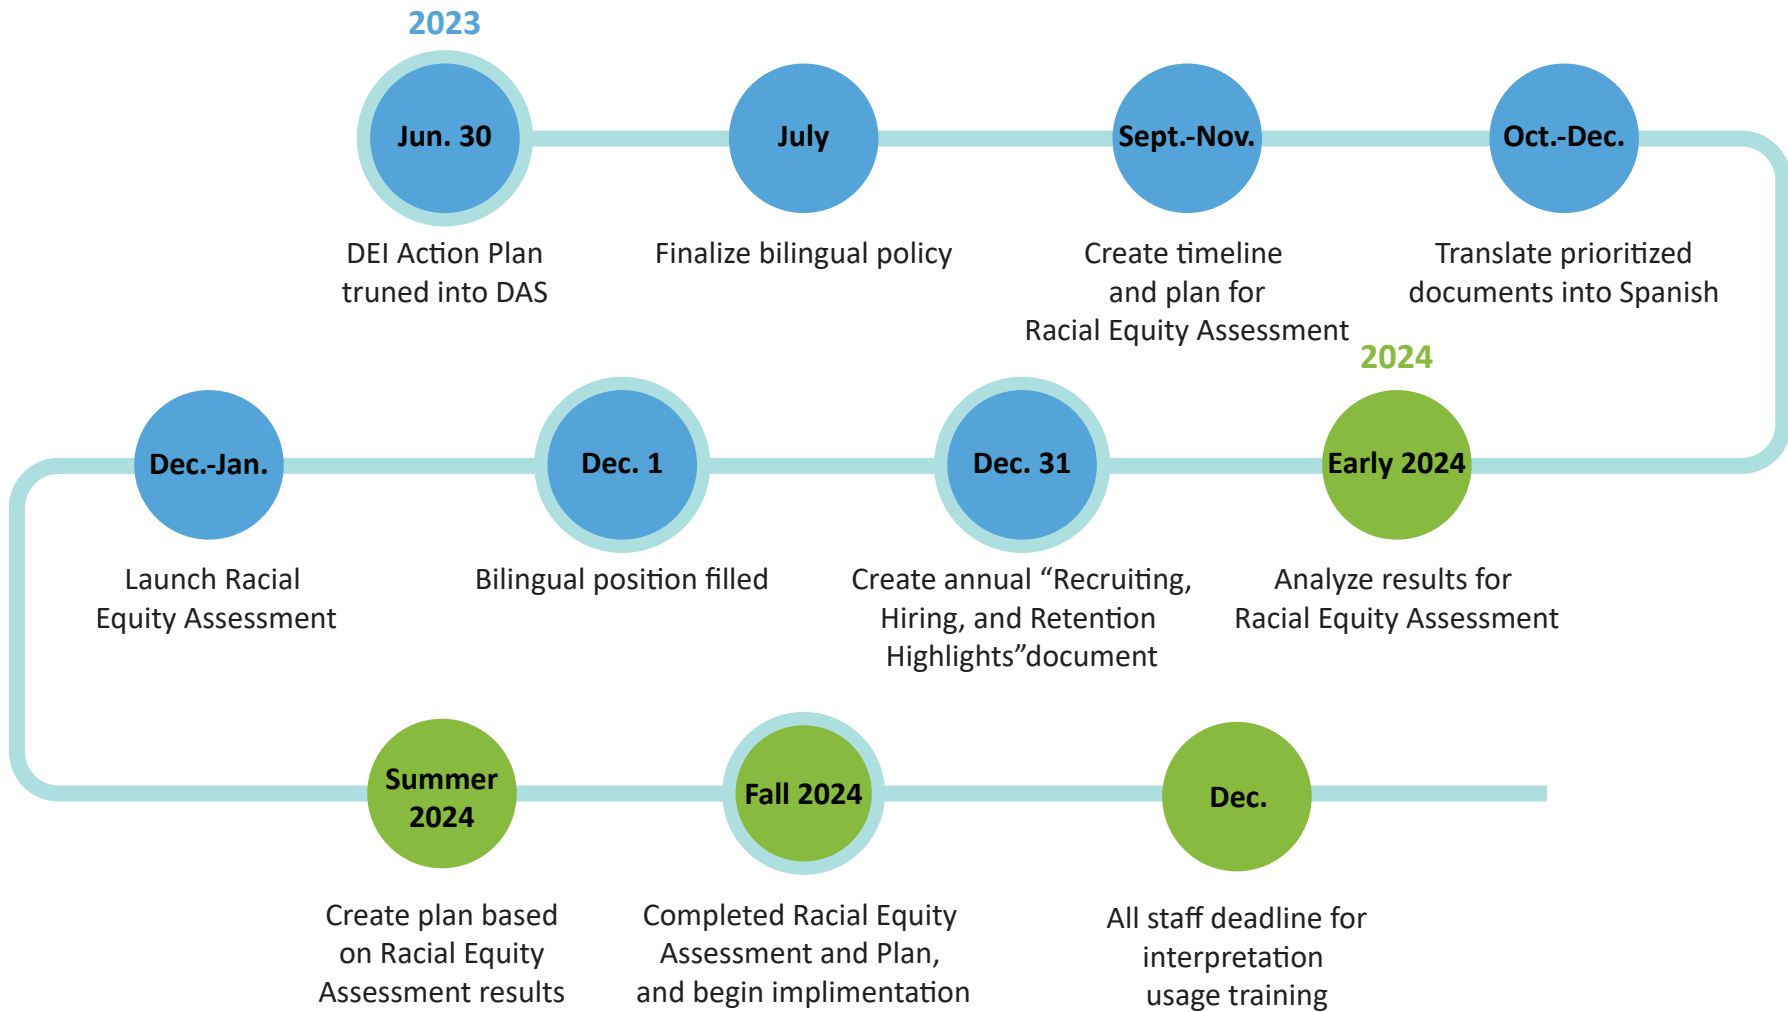 2023
Jun. 30
DEI Action Plan
truned into DAS
July
Finalize bilingual policy
Sept.-Nov.
Create timeline
and plan for
Racial Equity Assessment
Oct.-Dec.
Translate prioritized
documents into Spanish
Dec.-Jan.
Launch Racial
Equity Assessment
Dec. 1
Bilingual position filled
Dec. 31
Create annual “Recruiting,
Hiring, and Retention
Highlights”document
2024
Early 2024
Analyze results for
Racial Equity Assessment
Summer
2024
Create plan based
on Racial Equity
Assessment results
Fall 2024
Completed Racial Equity
Assessment and Plan,
and begin implimentation
Dec.
All staff deadline for
interpretation
usage training